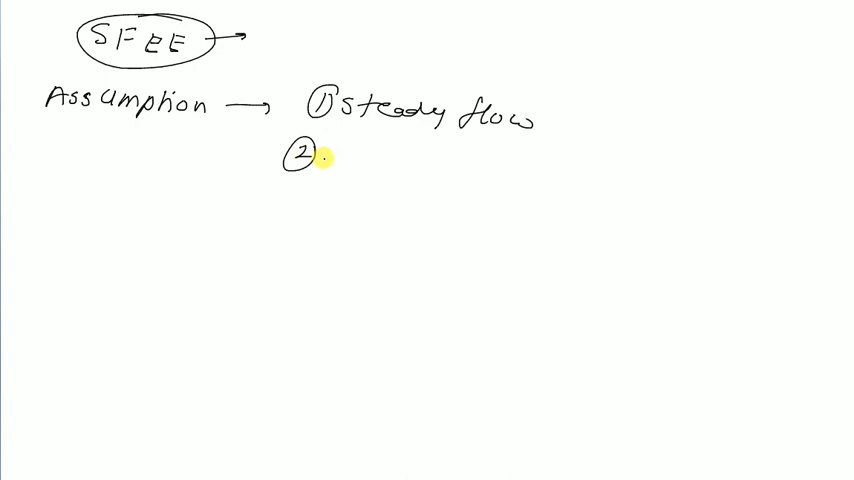 SFEE →
Assumption → ① steady flow
② .